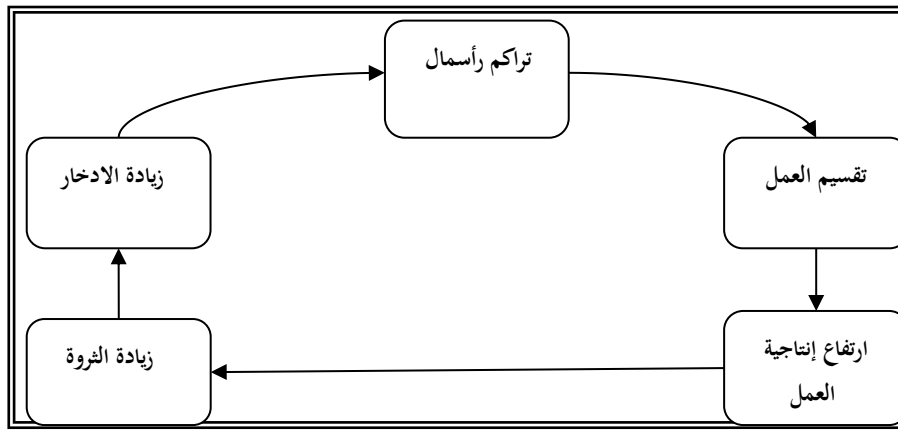 تراكم رأسمال
زيادة الادخار
تقسيم العمل
زيادة الثروة
ارتفاع إنتاجية
العمل